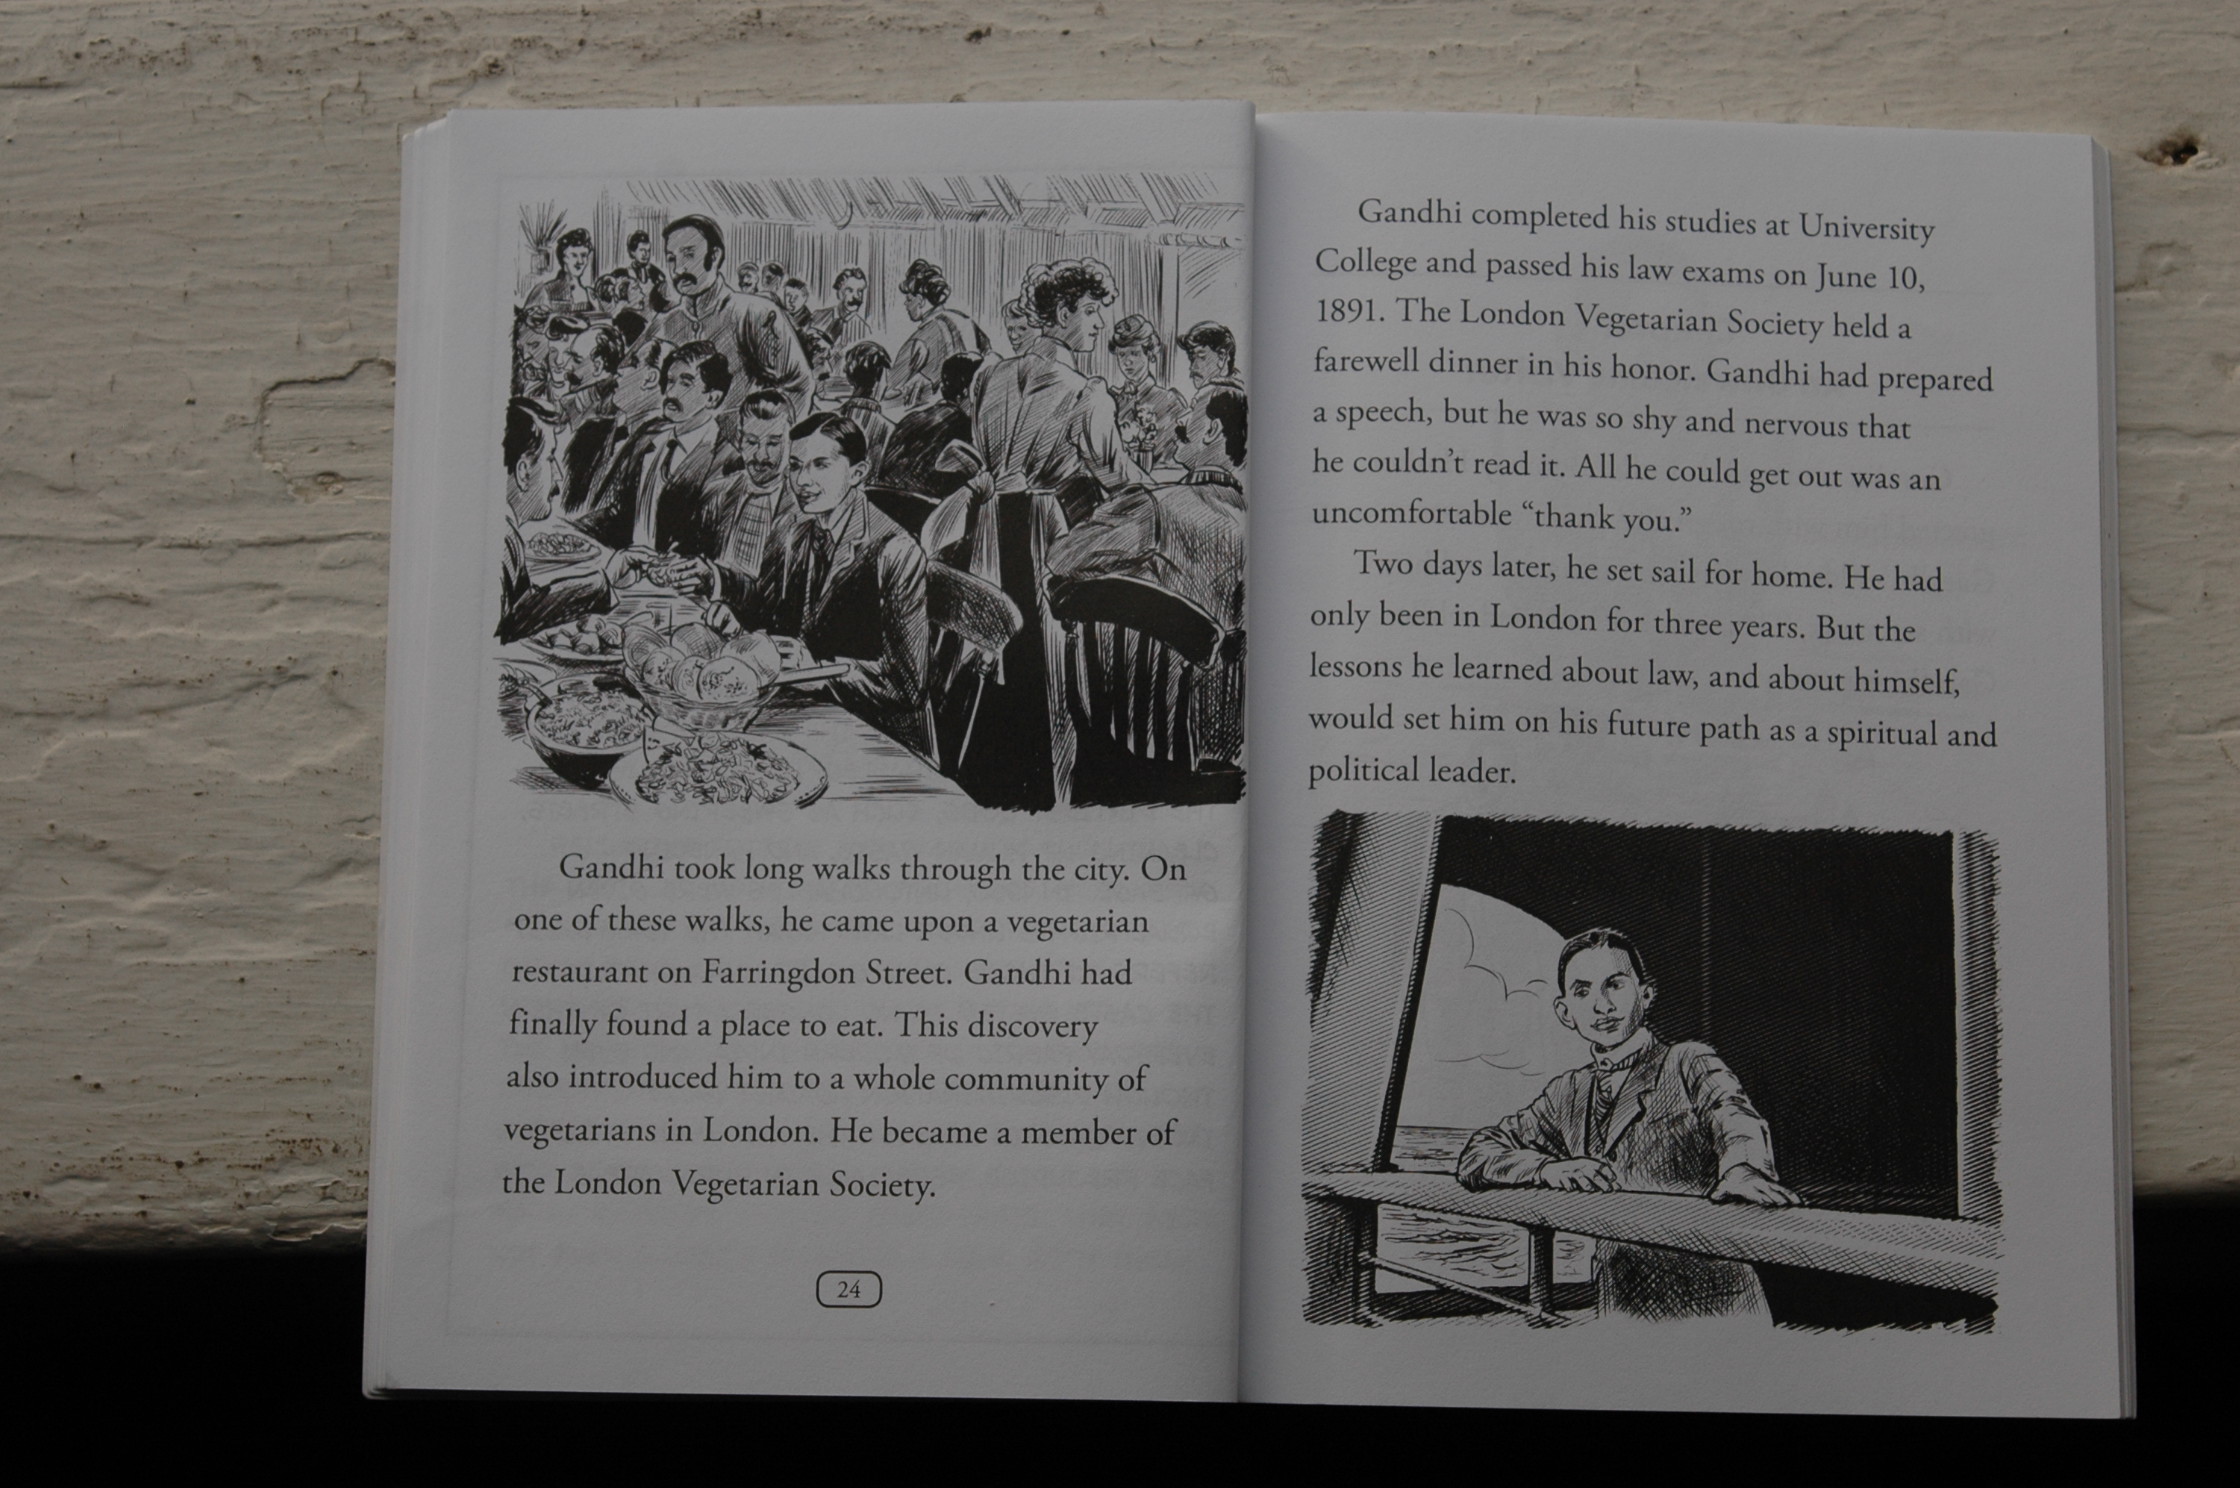 Gandhi took long walks through the city. On
one of these walks, he came upon a vegetarian
restaurant on Farringdon Street. Gandhi had
finally found a place to eat. This discovery
also introduced him to a whole community of
vegetarians in London. He became a member of
the London Vegetarian Society.
24
Gandhi completed his studies at University
College and passed his law exams on June 10,
1891. The London Vegetarian Society held a
farewell dinner in his honor. Gandhi had prepared
a speech, but he was so shy and nervous that
he couldn’t read it. All he could get out was an
uncomfortable “thank you.”
Two days later, he set sail for home. He had
only been in London for three years. But the
lessons he learned about law, and about himself,
would set him on his future path as a spiritual and
political leader.